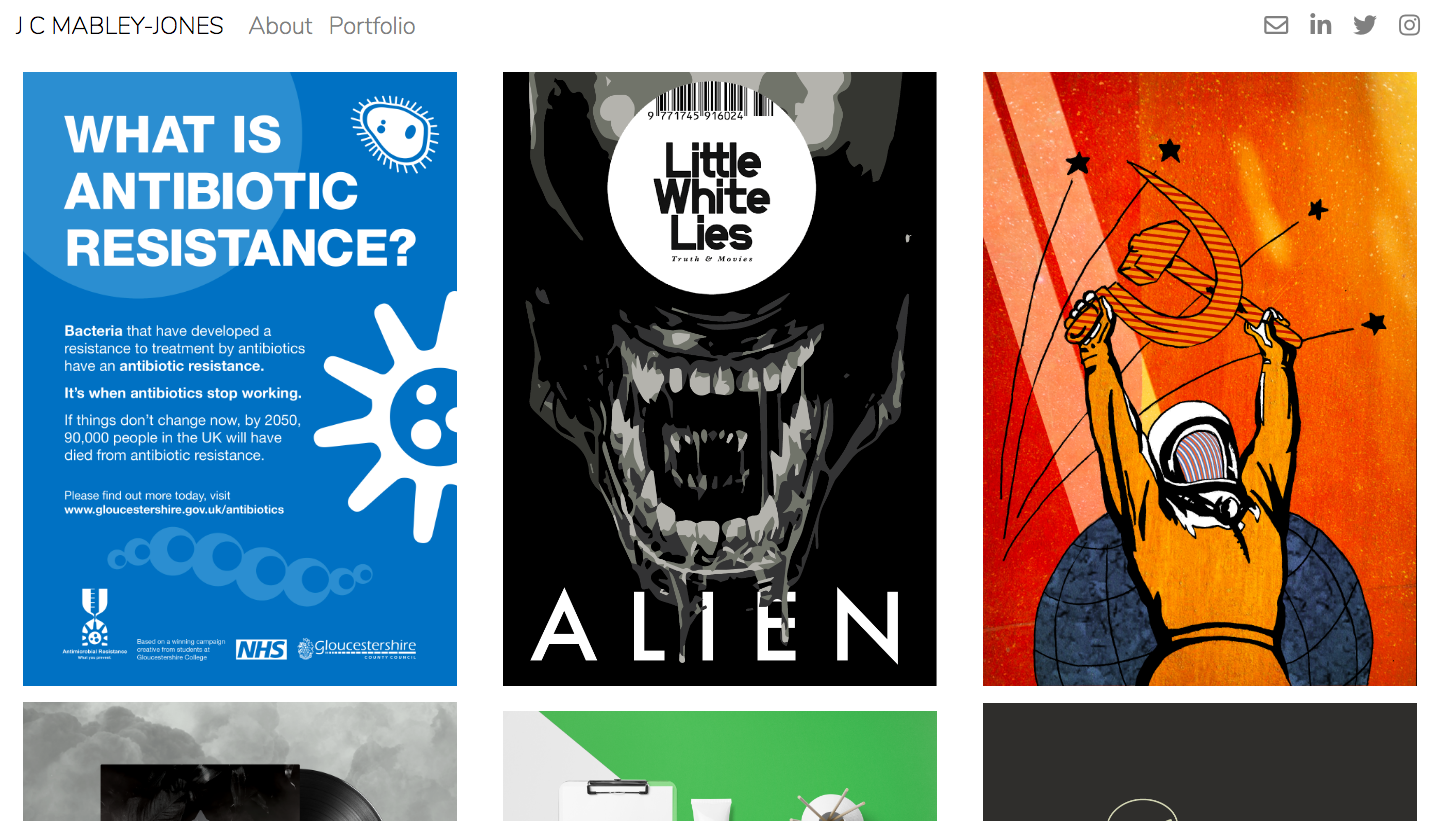 J C MABLEY-JONES About Portfolio
WHAT IS
ANTIBIOTIC
RESISTANCE?
Bacteria that have developed a
resistance to treatment by antibiotics
have an antibiotic resistance.
It's when antibiotics stop working.
If things don't change now, by 2050,
90,000 people in the UK will have
died from antibiotic resistance.
Please find out more today, visit
www.gloucestershire.gov.uk/antibiotics
Antimicrobial Resistance
What you prevent.
Based on a winning campaign
creative from students at
Gloucestershire College
NHS
Gloucestershire
COUNTY COUNCIL
9 771745 916024
Little
White
Lies
Truth & Movies
ALIEN